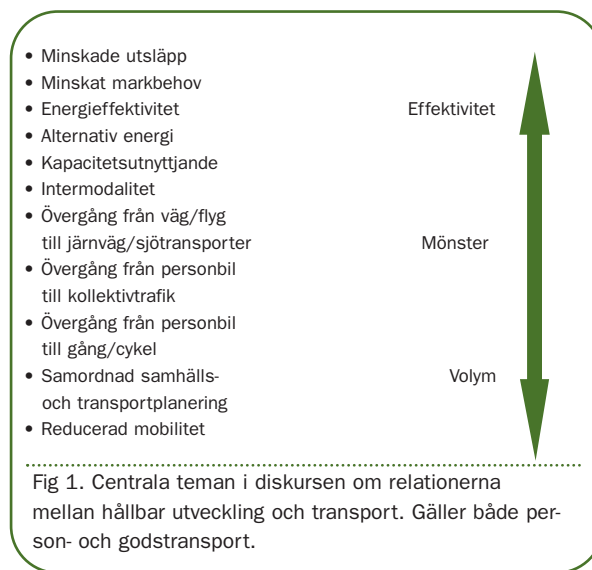 • Minskade utsläpp
• Minskat markbehov
• Energieffektivitet Effektivitet
• Alternativ energi
• Kapacitetsutnyttjande
• Intermodalitet
• Övergång från väg/flyg
till järnväg/sjötransporter Mönster
• Övergång från personbil
till kollektivtrafik
• Övergång från personbil
till gång/cykel
• Samordnad samhälls- Volym
och transportplanering
• Reducerad mobilitet
Fig 1. Centrala teman i diskursen om relationerna
mellan hållbar utveckling och transport. Gäller både per-
son- och godstransport.